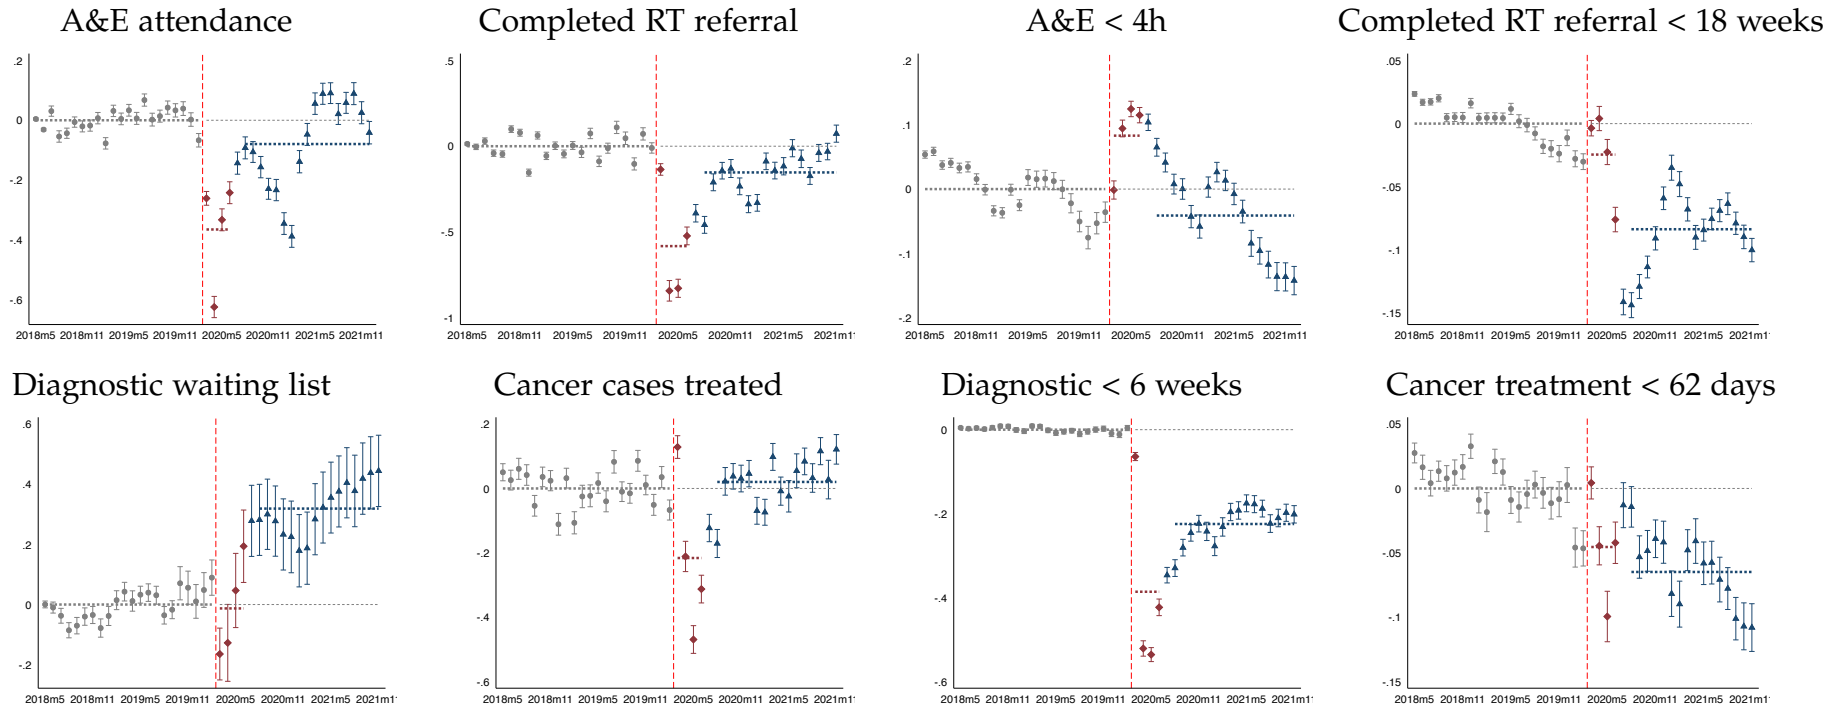 A&E attendance
.2
0
-.2
-.4
-.6
2018m5 2018m11 2019m5 2019m11 2020m5 2020m11 2021m5 2021m11
Completed RT referral
.5
0
-.5
-1
2018m5 2018m11 2019m5 2019m11 2020m5 2020m11 2021m5 2021m11
A&E < 4h
.2
.1
0
-.1
-.2
2018m5 2018m11 2019m5 2019m11 2020m5 2020m11 2021m5 2021m11
Completed RT referral < 18 weeks
.05
0
-.05
-.1
-.15
2018m5 2018m11 2019m5 2019m11 2020m5 2020m11 2021m5 2021m1
Diagnostic waiting list
.6
.4
.2
0
-.2
2018m5 2018m11 2019m5 2019m11 2020m5 2020m11 2021m5 2021m1
Cancer cases treated
.2
0
-.2
-.4
-.6
2018m5 2018m11 2019m5 2019m11 2020m5 2020m11 2021m5 2021m11
Diagnostic < 6 weeks
0
-.2
-.4
-.6
2018m5 2018m11 2019m5 2019m11 2020m5 2020m11 2021m5 2021m11
Cancer treatment < 62 days
.05
0
-.05
-.1
-.15
2018m5 2018m11 2019m5 2019m11 2020m5 2020m11 2021m5 2021m1